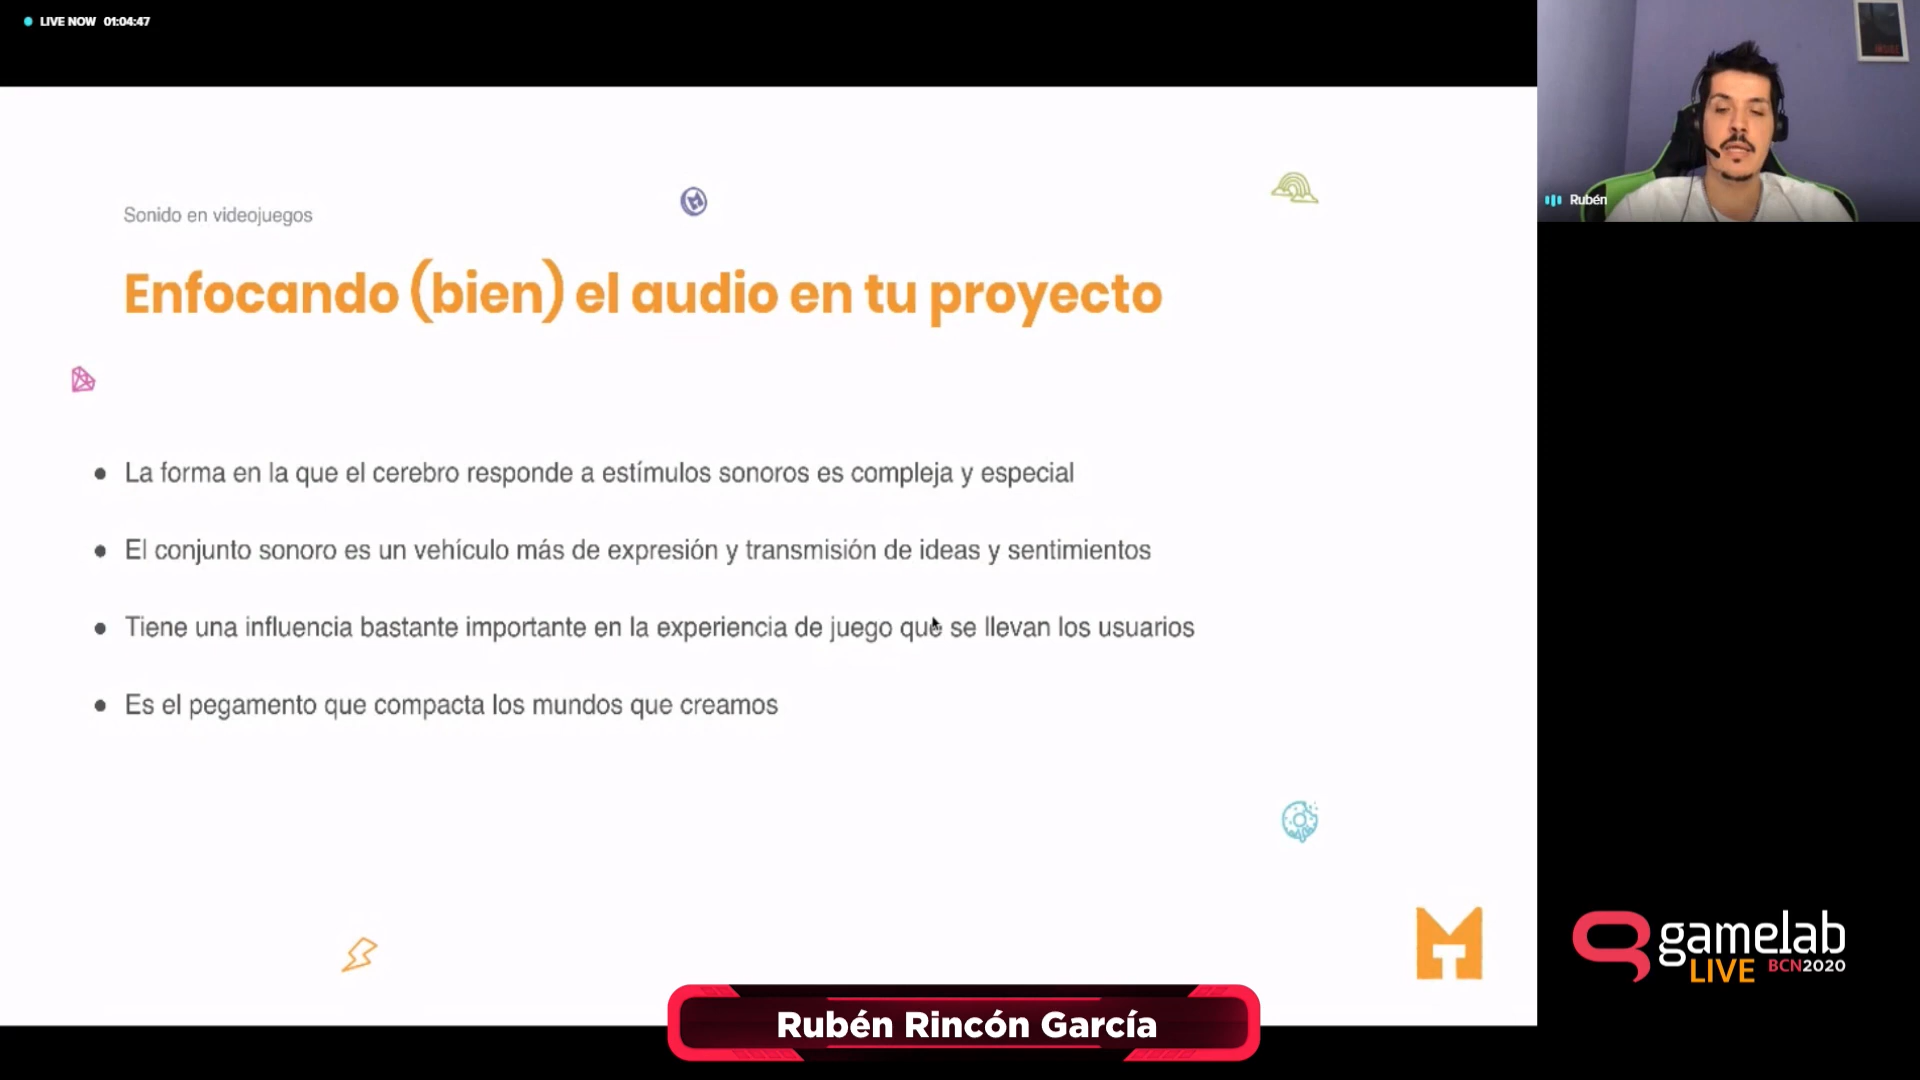 LIVE NOW 01:04:47
Rubén
Sonido en videojuegos
Enfocando (bien) el audio en tu proyecto
La forma en la que el cerebro responde a estímulos sonoros es compleja y especial
El conjunto sonoro es un vehículo más de expresión y transmisión de ideas y sentimientos
Tiene una influencia bastante importante en la experiencia de juego que se llevan los usuarios
Es el pegamento que compacta los mundos que creamos
gamelab
LIVE BCN2020
Rubén Rincón García